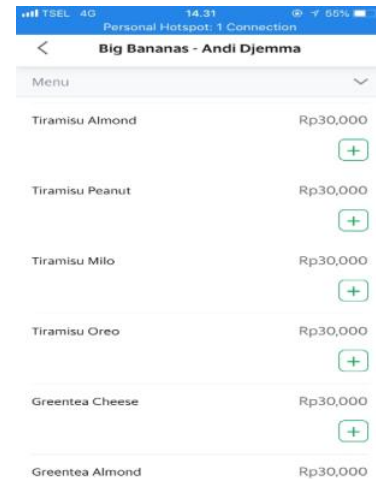 TSEL 4G 14.31 55%
Personal Hotspot: 1 Connection
Big Bananas - Andi Djemma
Menu
Tiramisu Almond Rp30,000
Tiramisu Peanut Rp30,000
Tiramisu Milo Rp30,000
Tiramisu Oreo Rp30,000
Greentea Cheese Rp30,000
Greentea Almond Rp30,000